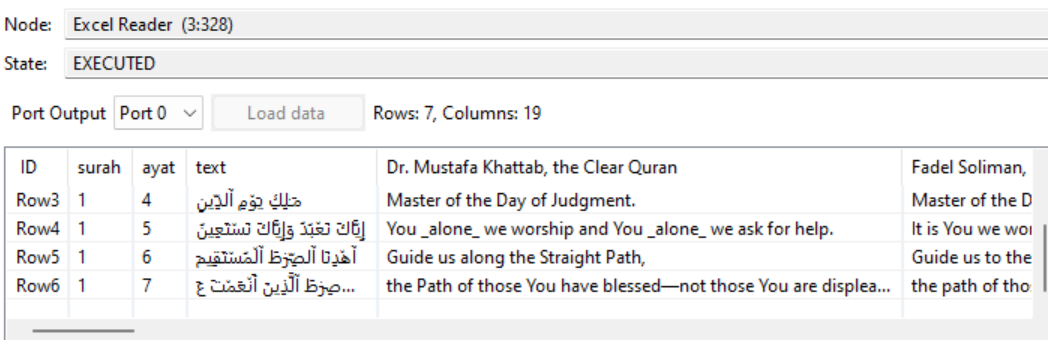 Node: Excel Reader (3:328)
State: EXECUTED
Port Output Port 0 Load data Rows: 7, Columns: 19
ID surah ayat text Dr. Mustafa Khattab, the Clear Quran Fadel Soliman,
Row3 1 4 مَٰلِكِ يَوْمِ ٱلدِّينِ Master of the Day of Judgment. Master of the D
Row4 1 5 إِيَّاكَ نَعْبُدُ وَإِيَّاكَ نَسْتَعِينُ You _alone_ we worship and You _alone_ we ask for help. It is You we wor
Row5 1 6 ٱهْدِنَا ٱلصِّرَٰطَ ٱلْمُسْتَقِيمَ Guide us along the Straight Path, Guide us to the
Row6 1 7 صِرَٰطَ ٱلَّذِينَ أَنْعَمْتَ ع... the Path of those You have blessed—not those You are displea... the path of tho